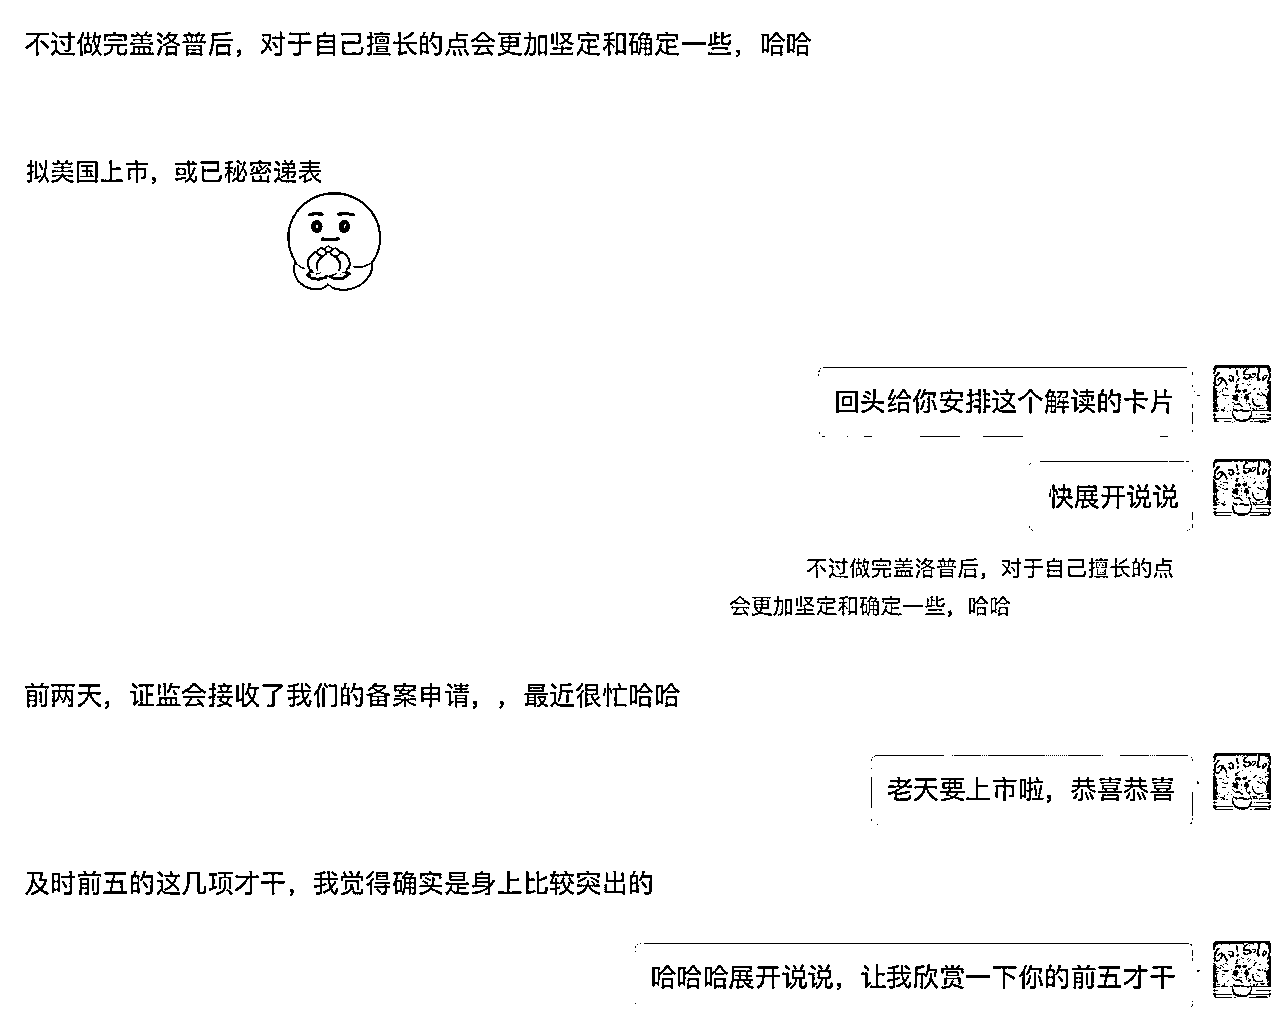 不过做完盖洛普后，对于自己擅长的点会更加坚定和确定一些，哈哈
拟美国上市，或已秘密递表
回头给你安排这个解读的卡片
Go! Solo
快展开说说
Go! Solo
不过做完盖洛普后，对于自己擅长的点
会更加坚定和确定一些，哈哈
前两天，证监会接收了我们的备案申请，，最近很忙哈哈
老天要上市啦，恭喜恭喜
Go! Solo
及时前五的这几项才干，我觉得确实是身上比较突出的
哈哈哈展开说说，让我欣赏一下你的前五才干
Go! Solo